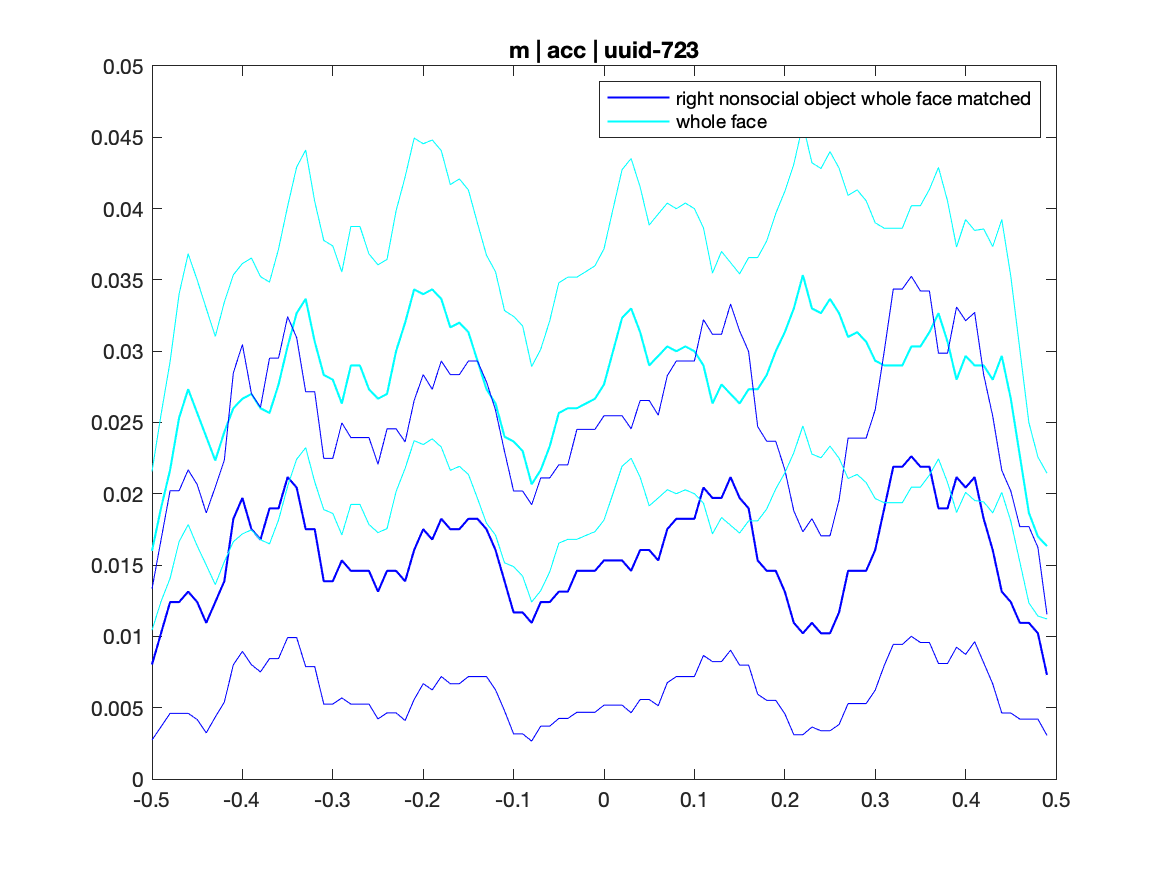 m | acc | uuid-723
right nonsocial object whole face matched
whole face
0.05
0.045
0.04
0.035
0.03
0.025
0.02
0.015
0.01
0.005
0
-0.5 -0.4 -0.3 -0.2 -0.1 0 0.1 0.2 0.3 0.4 0.5